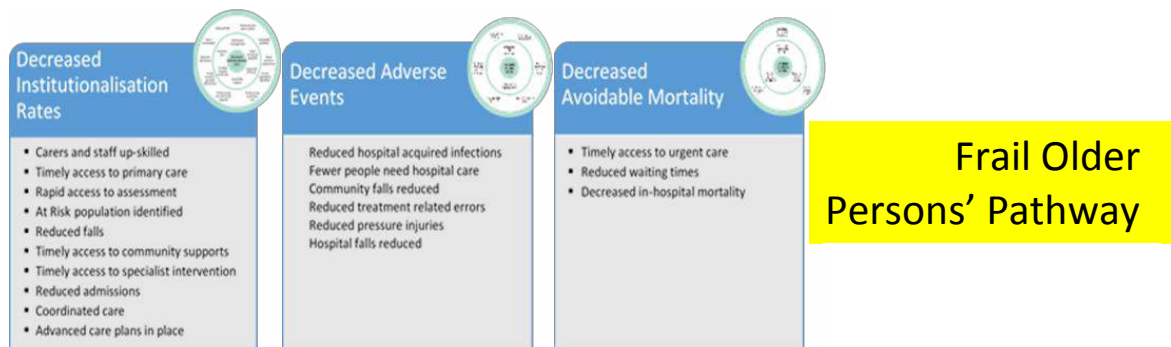 Decreased
Institutionalisation
Rates
▪ Carers and staff up-skilled
▪ Timely access to primary care
▪ Rapid access to assessment
▪ At Risk population identified
▪ Reduced falls
▪ Timely access to community supports
▪ Timely access to specialist intervention
▪ Reduced admissions
▪ Coordinated care
▪ Advanced care plans in place
Decreased Adverse
Events
Reduced hospital acquired infections
Fewer people need hospital care
Community falls reduced
Reduced treatment related errors
Reduced pressure injuries
Hospital falls reduced
Decreased
Avoidable Mortality
▪ Timely access to urgent care
▪ Reduced waiting times
▪ Decreased in-hospital mortality
Frail Older
Persons’ Pathway